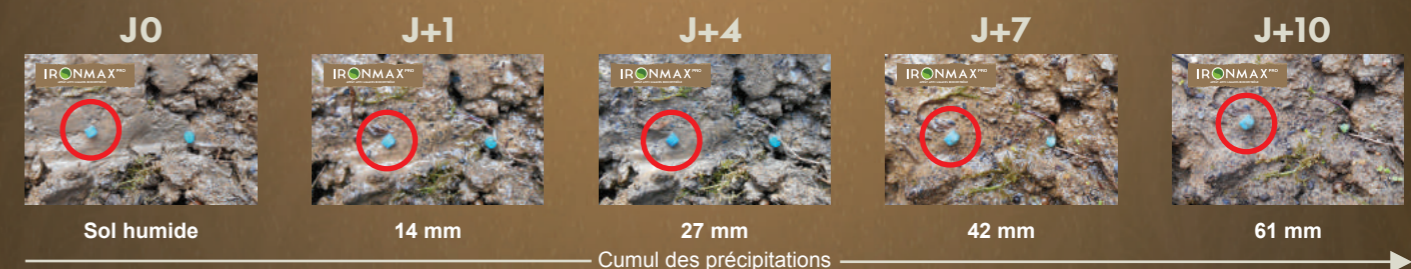 J0
J+1
J+4
J+7
J+10
IRONMAX PRO
IRONMAX PRO
IRONMAX PRO
IRONMAX PRO
IRONMAX PRO
Sol humide
14 mm
27 mm
42 mm
61 mm
Cumul des précipitations